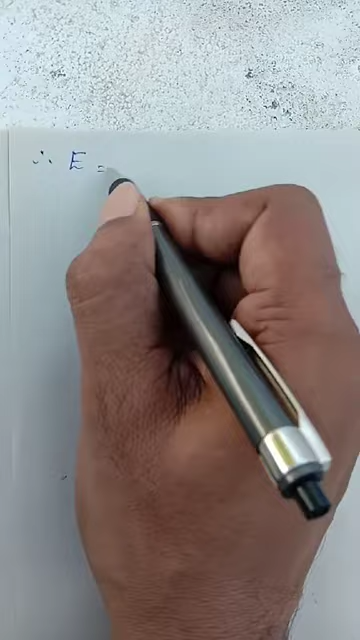 ∴ E =